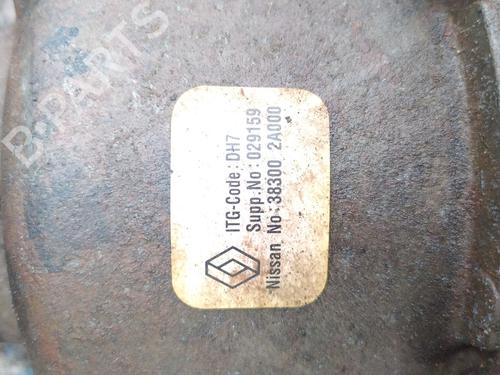 ITG-Code: DH7
Supp.No: 029159
Nissan No: 38300 2A000
B-PARTS